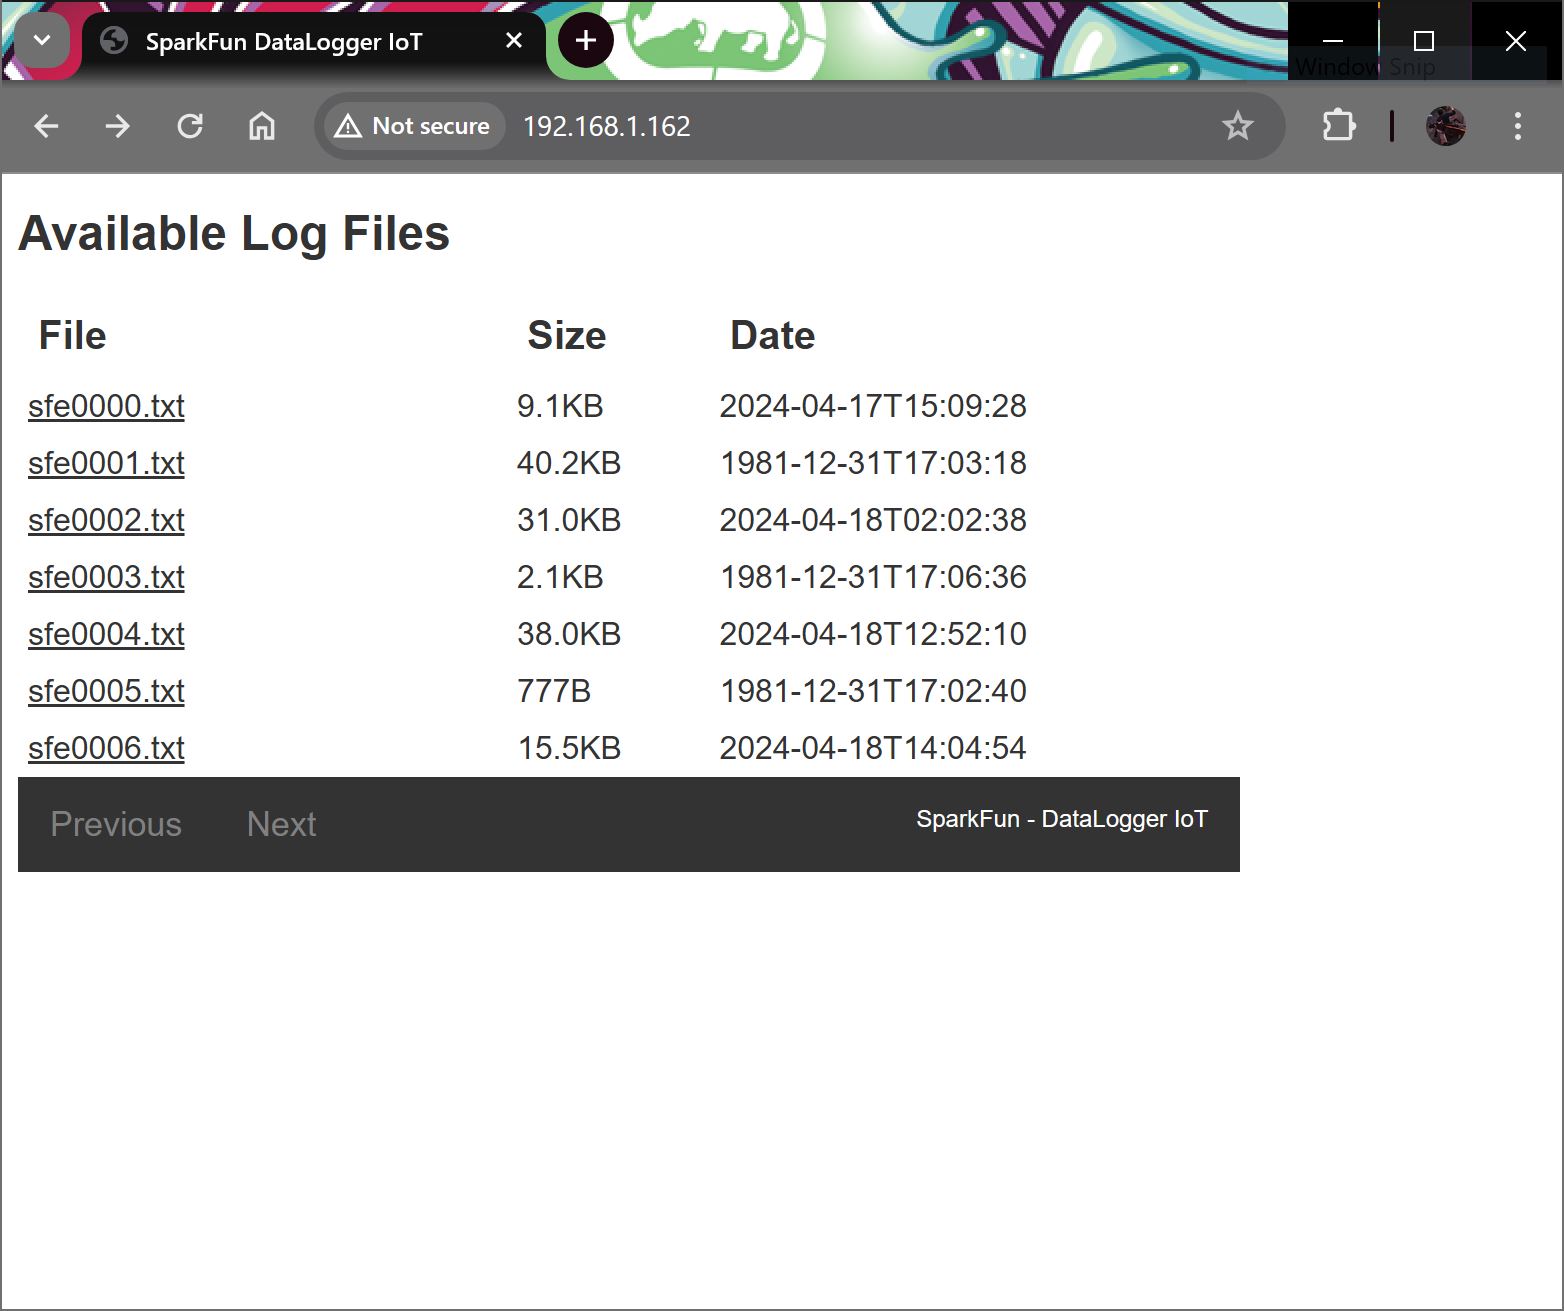 SparkFun DataLogger IoT
Window Snip
Not secure 192.168.1.162
Available Log Files
File Size Date
sfe0000.txt 9.1KB 2024-04-17T15:09:28
sfe0001.txt 40.2KB 1981-12-31T17:03:18
sfe0002.txt 31.0KB 2024-04-18T02:02:38
sfe0003.txt 2.1KB 1981-12-31T17:06:36
sfe0004.txt 38.0KB 2024-04-18T12:52:10
sfe0005.txt 777B 1981-12-31T17:02:40
sfe0006.txt 15.5KB 2024-04-18T14:04:54
Previous Next SparkFun - DataLogger IoT